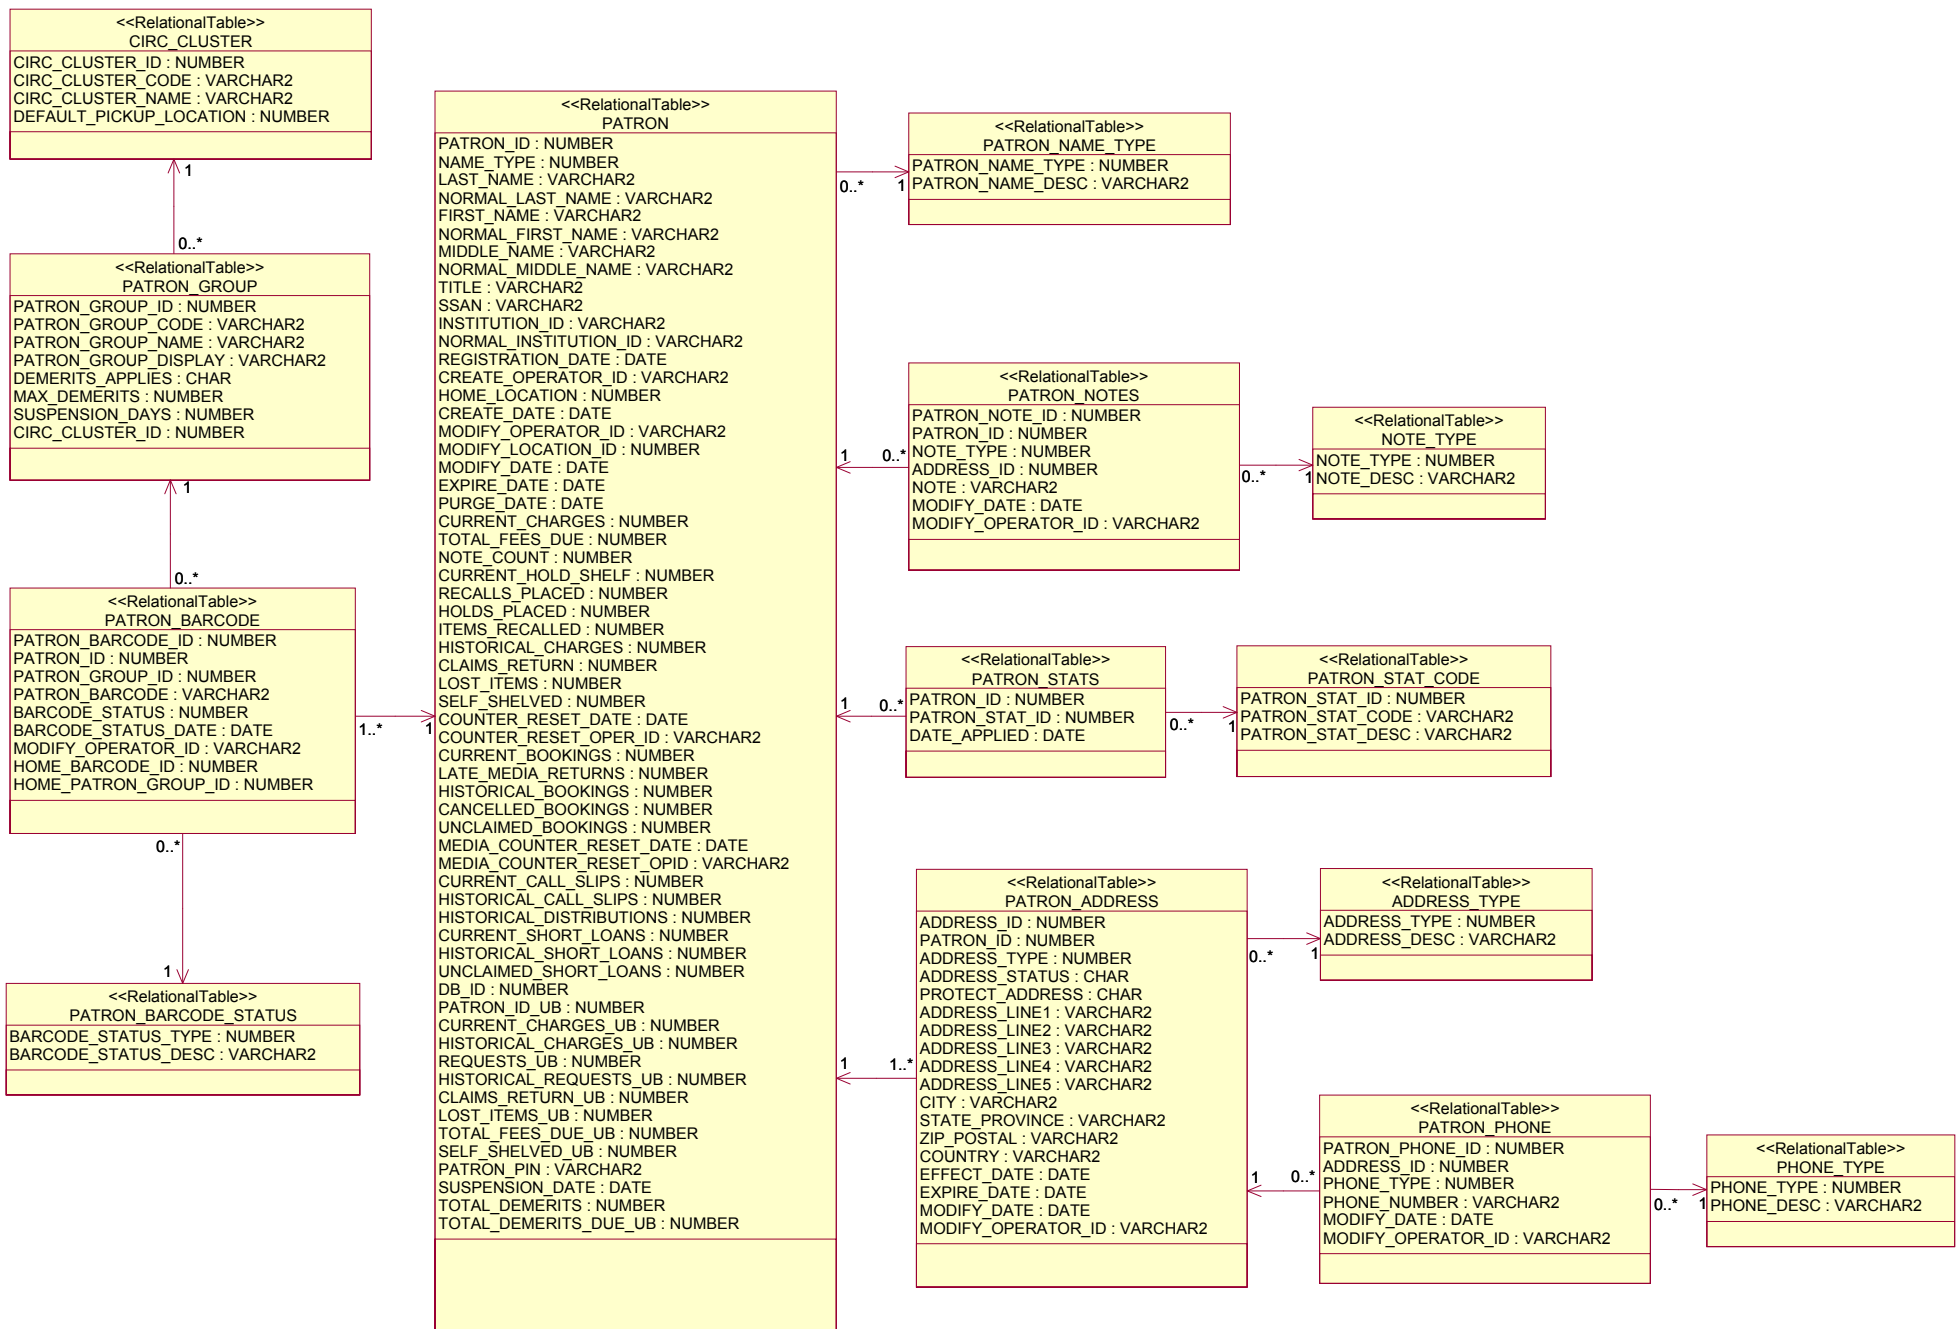 <<RelationalTable>>
CIRC_CLUSTER
CIRC_CLUSTER_ID : NUMBER
CIRC_CLUSTER_CODE : VARCHAR2
CIRC_CLUSTER_NAME : VARCHAR2
DEFAULT_PICKUP_LOCATION : NUMBER
1
0..*
<<RelationalTable>>
PATRON_GROUP
PATRON_GROUP_ID : NUMBER
PATRON_GROUP_CODE : VARCHAR2
PATRON_GROUP_NAME : VARCHAR2
PATRON_GROUP_DISPLAY : VARCHAR2
DEMERITS_APPLIES : CHAR
MAX_DEMERITS : NUMBER
SUSPENSION_DAYS : NUMBER
CIRC_CLUSTER_ID : NUMBER
1
0..*
<<RelationalTable>>
PATRON_BARCODE
PATRON_BARCODE_ID : NUMBER
PATRON_ID : NUMBER
PATRON_GROUP_ID : NUMBER
PATRON_BARCODE : VARCHAR2
BARCODE_STATUS : NUMBER
BARCODE_STATUS_DATE : DATE
MODIFY_OPERATOR_ID : VARCHAR2
HOME_BARCODE_ID : NUMBER
HOME_PATRON_GROUP_ID : NUMBER
1..*
1
0..*
1
<<RelationalTable>>
PATRON_BARCODE_STATUS
BARCODE_STATUS_TYPE : NUMBER
BARCODE_STATUS_DESC : VARCHAR2
<<RelationalTable>>
PATRON
PATRON_ID : NUMBER
NAME_TYPE : NUMBER
LAST_NAME : VARCHAR2
NORMAL_LAST_NAME : VARCHAR2
FIRST_NAME : VARCHAR2
NORMAL_FIRST_NAME : VARCHAR2
MIDDLE_NAME : VARCHAR2
NORMAL_MIDDLE_NAME : VARCHAR2
TITLE : VARCHAR2
SSAN : VARCHAR2
INSTITUTION_ID : VARCHAR2
NORMAL_INSTITUTION_ID : VARCHAR2
REGISTRATION_DATE : DATE
CREATE_OPERATOR_ID : VARCHAR2
HOME_LOCATION : NUMBER
CREATE_DATE : DATE
MODIFY_OPERATOR_ID : VARCHAR2
MODIFY_LOCATION_ID : NUMBER
MODIFY_DATE : DATE
EXPIRE_DATE : DATE
PURGE_DATE : DATE
CURRENT_CHARGES : NUMBER
TOTAL_FEES_DUE : NUMBER
NOTE_COUNT : NUMBER
CURRENT_HOLD_SHELF : NUMBER
RECALLS_PLACED : NUMBER
HOLDS_PLACED : NUMBER
ITEMS_RECALLED : NUMBER
HISTORICAL_CHARGES : NUMBER
CLAIMS_RETURN : NUMBER
LOST_ITEMS : NUMBER
SELF_SHELVED : NUMBER
COUNTER_RESET_DATE : DATE
COUNTER_RESET_OPER_ID : VARCHAR2
CURRENT_BOOKINGS : NUMBER
LATE_MEDIA_RETURNS : NUMBER
HISTORICAL_BOOKINGS : NUMBER
CANCELLED_BOOKINGS : NUMBER
UNCLAIMED_BOOKINGS : NUMBER
MEDIA_COUNTER_RESET_DATE : DATE
MEDIA_COUNTER_RESET_OPID : VARCHAR2
CURRENT_CALL_SLIPS : NUMBER
HISTORICAL_CALL_SLIPS : NUMBER
HISTORICAL_DISTRIBUTIONS : NUMBER
CURRENT_SHORT_LOANS : NUMBER
HISTORICAL_SHORT_LOANS : NUMBER
UNCLAIMED_SHORT_LOANS : NUMBER
DB_ID : NUMBER
PATRON_ID_UB : NUMBER
CURRENT_CHARGES_UB : NUMBER
HISTORICAL_CHARGES_UB : NUMBER
REQUESTS_UB : NUMBER
HISTORICAL_REQUESTS_UB : NUMBER
CLAIMS_RETURN_UB : NUMBER
LOST_ITEMS_UB : NUMBER
TOTAL_FEES_DUE_UB : NUMBER
SELF_SHELVED_UB : NUMBER
PATRON_PIN : VARCHAR2
SUSPENSION_DATE : DATE
TOTAL_DEMERITS : NUMBER
TOTAL_DEMERITS_DUE_UB : NUMBER
0..*
1
<<RelationalTable>>
PATRON_NAME_TYPE
PATRON_NAME_TYPE : NUMBER
PATRON_NAME_DESC : VARCHAR2
1
0..*
<<RelationalTable>>
PATRON_NOTES
PATRON_NOTE_ID : NUMBER
PATRON_ID : NUMBER
NOTE_TYPE : NUMBER
ADDRESS_ID : NUMBER
NOTE : VARCHAR2
MODIFY_DATE : DATE
MODIFY_OPERATOR_ID : VARCHAR2
0..*
1
<<RelationalTable>>
NOTE_TYPE
NOTE_TYPE : NUMBER
NOTE_DESC : VARCHAR2
1
0..*
<<RelationalTable>>
PATRON_STATS
PATRON_ID : NUMBER
PATRON_STAT_ID : NUMBER
DATE_APPLIED : DATE
0..*
1
<<RelationalTable>>
PATRON_STAT_CODE
PATRON_STAT_ID : NUMBER
PATRON_STAT_CODE : VARCHAR2
PATRON_STAT_DESC : VARCHAR2
1
1..*
<<RelationalTable>>
PATRON_ADDRESS
ADDRESS_ID : NUMBER
PATRON_ID : NUMBER
ADDRESS_TYPE : NUMBER
ADDRESS_STATUS : CHAR
PROTECT_ADDRESS : CHAR
ADDRESS_LINE1 : VARCHAR2
ADDRESS_LINE2 : VARCHAR2
ADDRESS_LINE3 : VARCHAR2
ADDRESS_LINE4 : VARCHAR2
ADDRESS_LINE5 : VARCHAR2
CITY : VARCHAR2
STATE_PROVINCE : VARCHAR2
ZIP_POSTAL : VARCHAR2
COUNTRY : VARCHAR2
EFFECT_DATE : DATE
EXPIRE_DATE : DATE
MODIFY_DATE : DATE
MODIFY_OPERATOR_ID : VARCHAR2
0..*
1
<<RelationalTable>>
ADDRESS_TYPE
ADDRESS_TYPE : NUMBER
ADDRESS_DESC : VARCHAR2
1
0..*
<<RelationalTable>>
PATRON_PHONE
PATRON_PHONE_ID : NUMBER
ADDRESS_ID : NUMBER
PHONE_TYPE : NUMBER
PHONE_NUMBER : VARCHAR2
MODIFY_DATE : DATE
MODIFY_OPERATOR_ID : VARCHAR2
0..*
1
<<RelationalTable>>
PHONE_TYPE
PHONE_TYPE : NUMBER
PHONE_DESC : VARCHAR2